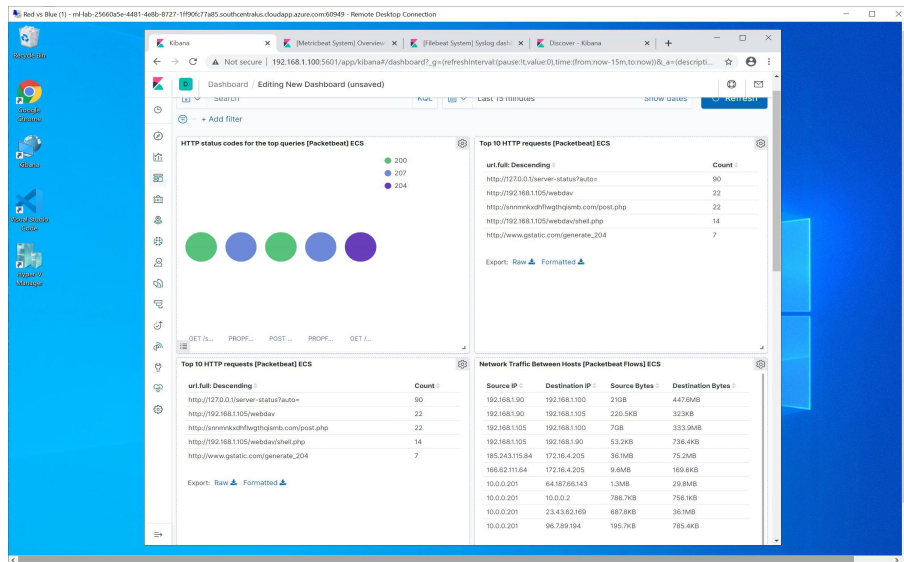 Red vs Blue (1) - ml-lab-25660a5e-4481-4e8b-8727-1ff90fc77a85.southcentralus.cloudapp.azure.com:60949 - Remote Desktop Connection
Recycle Bin
Google Chrome
Kibana
Visual Studio Code
Hyper-V Manager
Kibana
[Metricbeat System] Overview
[Filebeat System] Syslog dashb
Discover - Kibana
Not secure | 192.168.1.100:5601/app/kibana#/dashboard?_g=(refreshInterval:(pause:!t,value:0),time:(from:now-15m,to:now))&_a=(descripti...
D Dashboard / Editing New Dashboard (unsaved)
Search KQL Last 15 minutes Show dates Refresh
+ Add filter
HTTP status codes for the top queries [Packetbeat] ECS
200
207
204
GET /s... PROPF... POST ... PROPF... GET /...
Top 10 HTTP requests [Packetbeat] ECS
url.full: Descending Count
http://127.0.0.1/server-status?auto= 90
http://192.168.1.105/webdav 22
http://snnmnkxdhflwgthqismb.com/post.php 22
http://192.168.1.105/webdav/shell.php 14
http://www.gstatic.com/generate_204 7
Export: Raw Formatted
Top 10 HTTP requests [Packetbeat] ECS
url.full: Descending Count
http://127.0.0.1/server-status?auto= 90
http://192.168.1.105/webdav 22
http://snnmnkxdhflwgthqismb.com/post.php 22
http://192.168.1.105/webdav/shell.php 14
http://www.gstatic.com/generate_204 7
Export: Raw Formatted
Network Traffic Between Hosts [Packetbeat Flows] ECS
Source IP Destination IP Source Bytes Destination Bytes
192.168.1.90 192.168.1.100 21GB 447.6MB
192.168.1.90 192.168.1.105 220.5KB 323KB
192.168.1.105 192.168.1.100 7GB 333.9MB
192.168.1.105 192.168.1.90 53.2KB 736.4KB
185.243.115.84 172.16.4.205 36.1MB 75.2MB
166.62.111.64 172.16.4.205 9.6MB 169.6KB
10.0.0.201 64.187.66.143 1.3MB 29.8MB
10.0.0.201 10.0.0.2 786.7KB 756.1KB
10.0.0.201 23.43.62.169 687.8KB 36.1MB
10.0.0.201 96.7.89.194 195.7KB 785.4KB